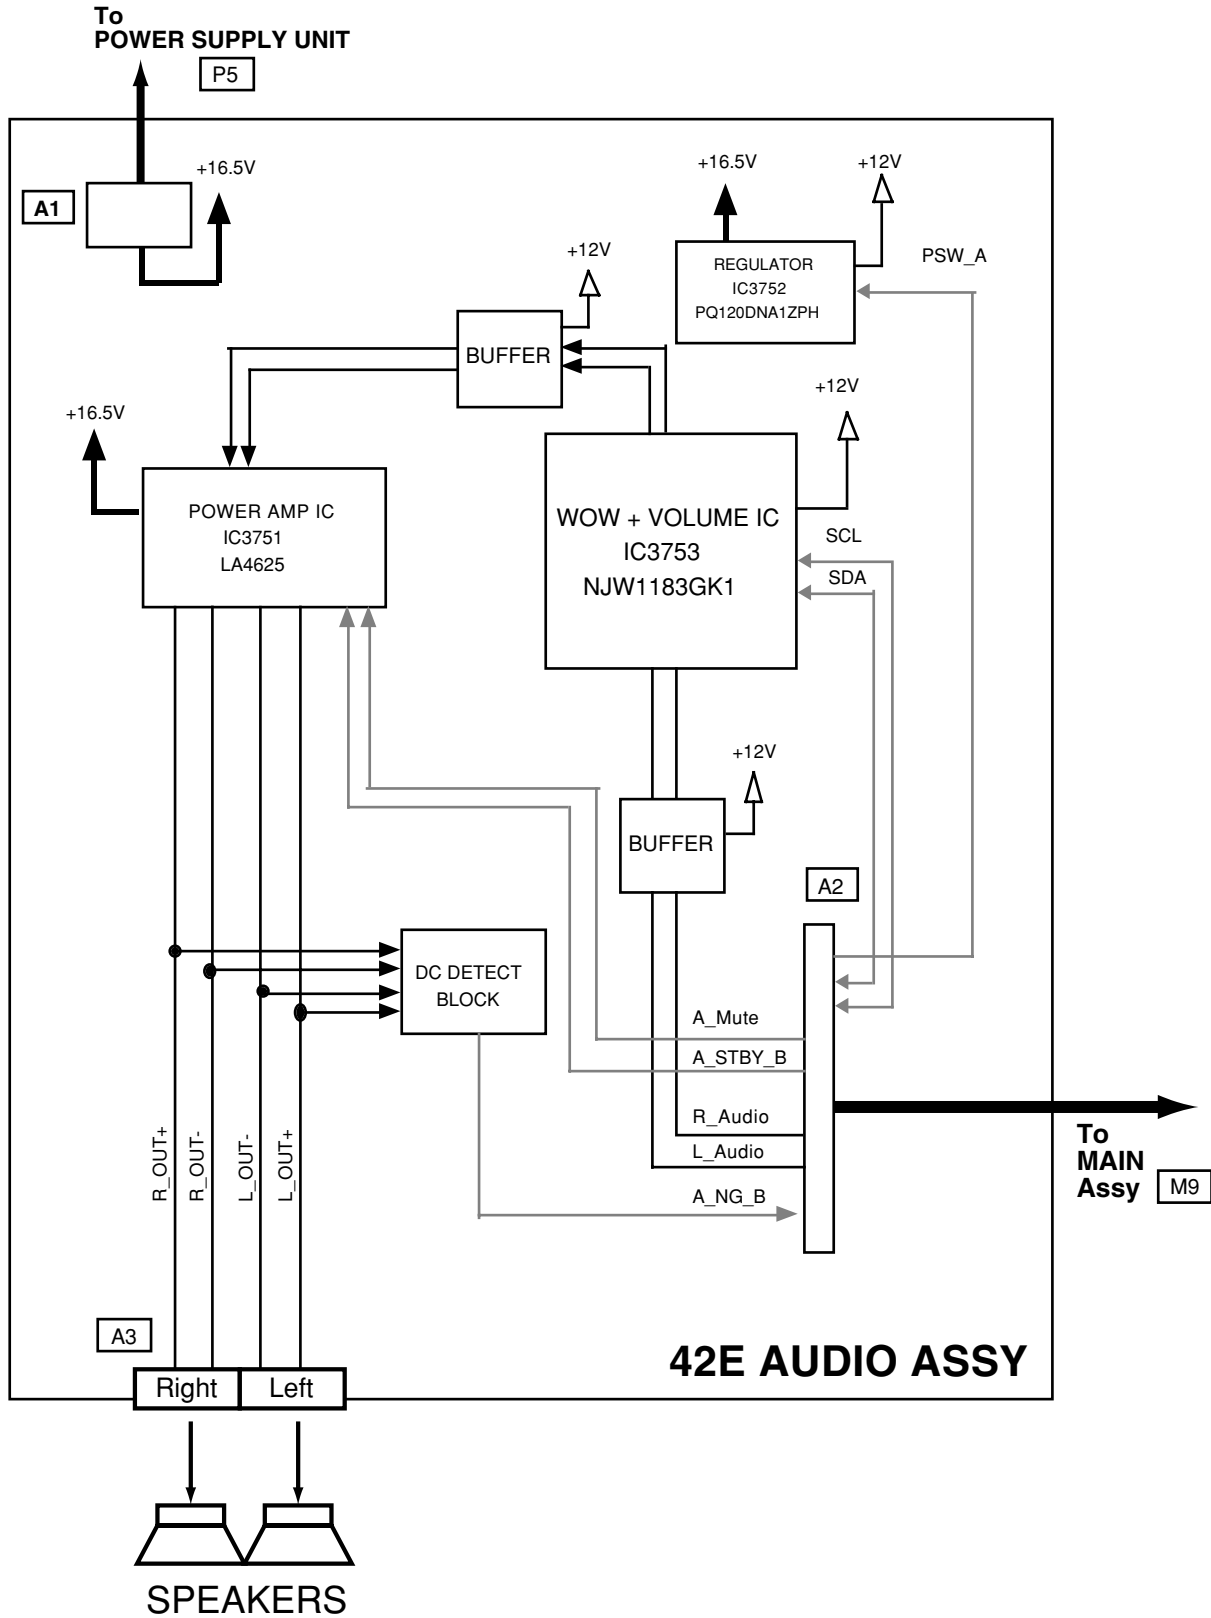 To
POWER SUPPLY UNIT
P5
+16.5V
A1
+16.5V
+12V
PSW_A
REGULATOR
IC3752
PQ120DNA1ZPH
+12V
BUFFER
+12V
+16.5V
POWER AMP IC
IC3751
LA4625
WOW + VOLUME IC
IC3753
NJW1183GK1
SCL
SDA
+12V
BUFFER
A2
DC DETECT
BLOCK
A_Mute
A_STBY_B
R_Audio
L_Audio
A_NG_B
To
MAIN
Assy
M9
R_OUT+
R_OUT-
L_OUT-
L_OUT+
A3
42E AUDIO ASSY
Right
Left
SPEAKERS